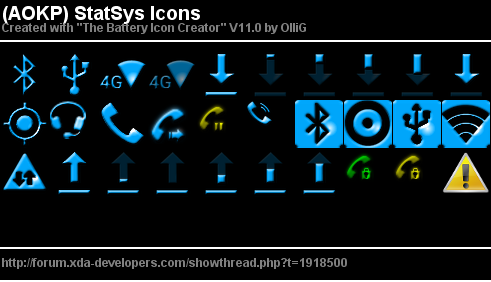 (AOKP) StatSys Icons
Created with "The Battery Icon Creator" V11.0 by OlliG
4G 4G
http://forum.xda-developers.com/showthread.php?t=1918500